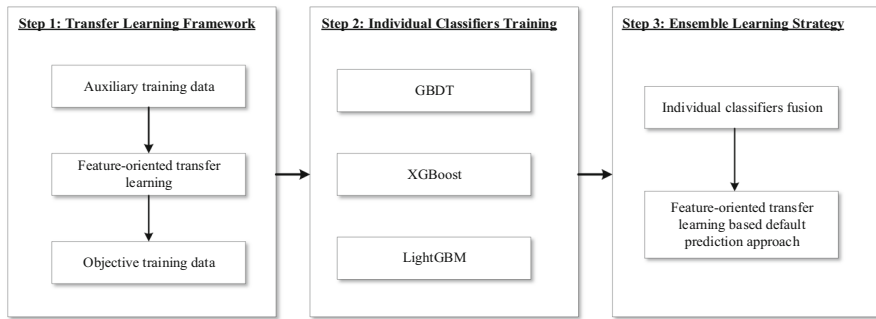 Step 1: Transfer Learning Framework
Auxiliary training data
Feature-oriented transfer
learning
Objective training data
Step 2: Individual Classifiers Training
GBDT
XGBoost
LightGBM
Step 3: Ensemble Learning Strategy
Individual classifiers fusion
Feature-oriented transfer
learning based default
prediction approach